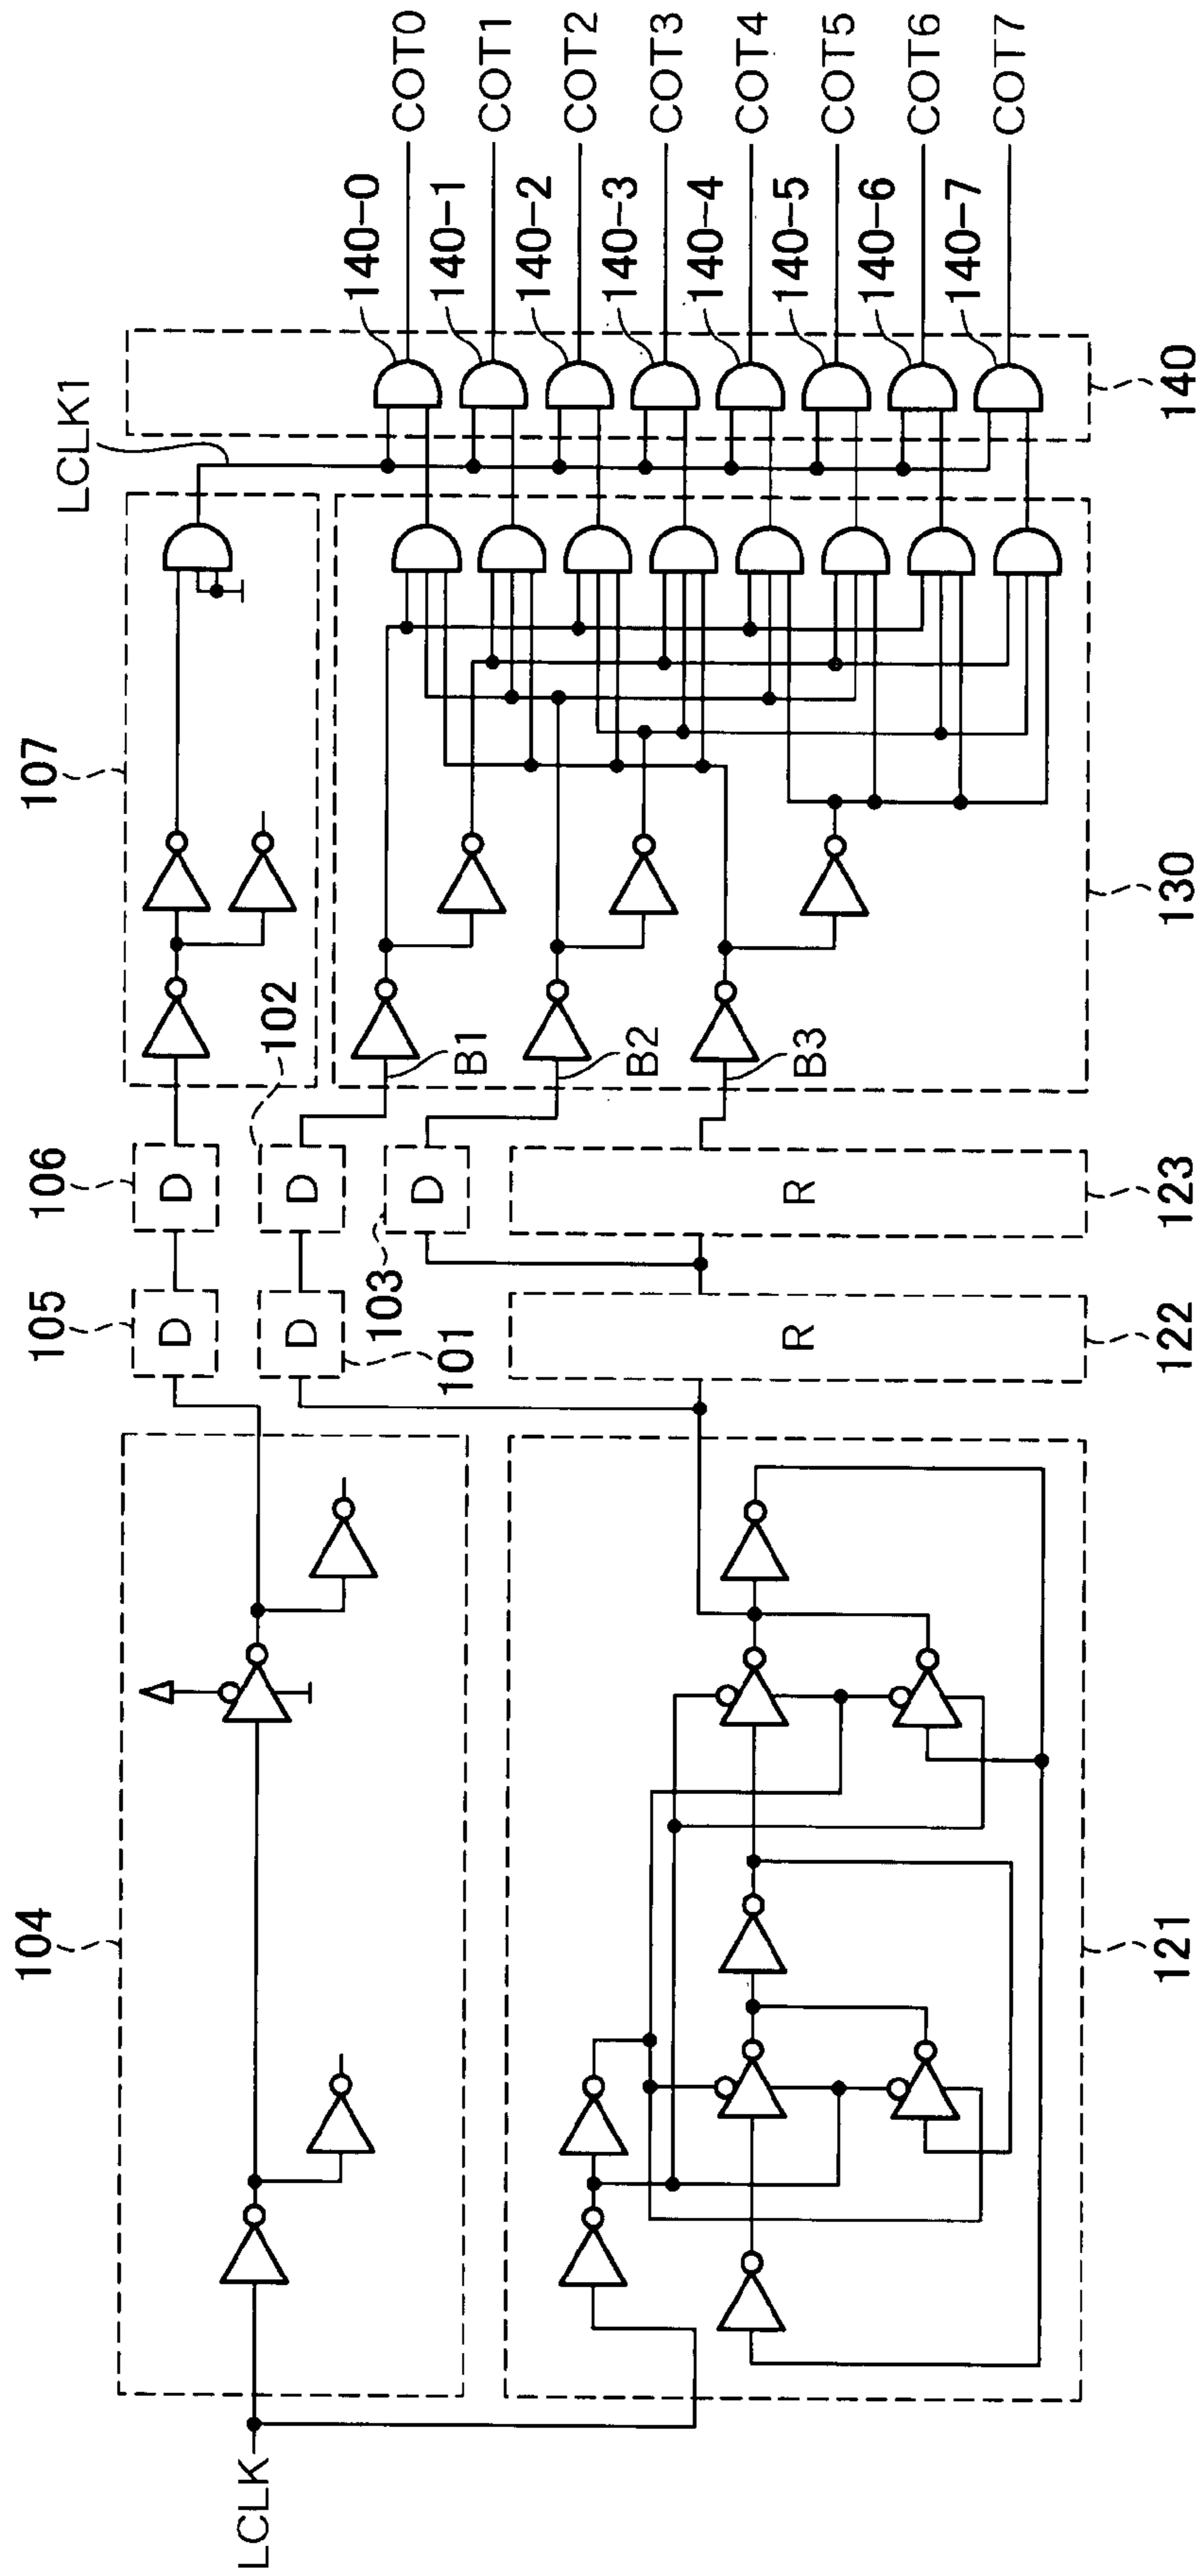 LCLK
104
121
105
106
D
D
101
102
D
D
103
D
122
R
123
R
107
LCLK1
B1
B2
B3
130
140
140-0
140-1
140-2
140-3
140-4
140-5
140-6
140-7
COT0
COT1
COT2
COT3
COT4
COT5
COT6
COT7